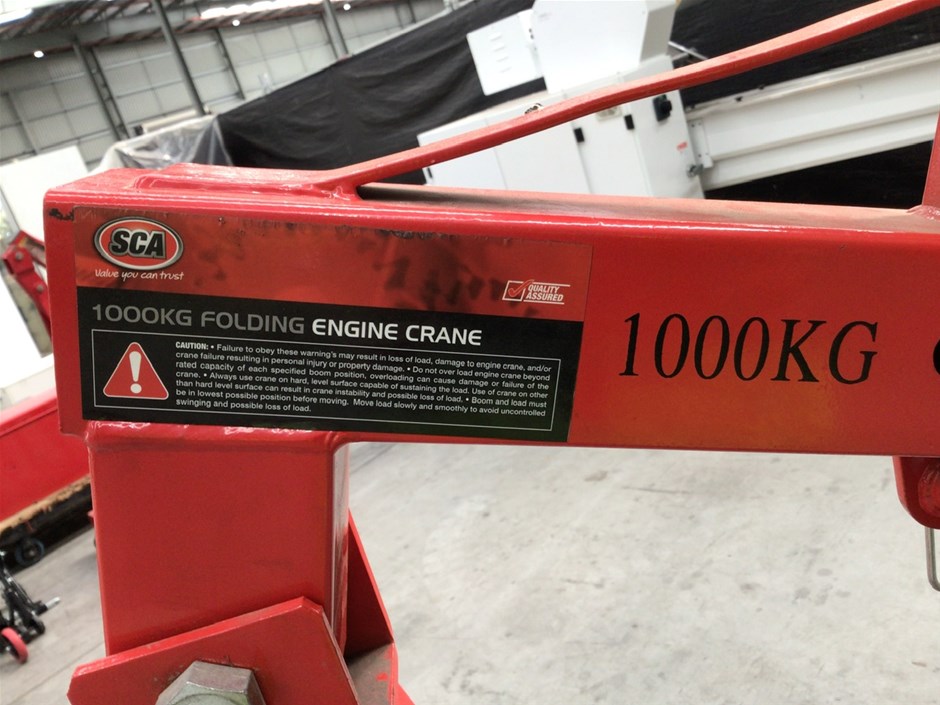 SCA
Value you can trust
QUALITY
ASSURED
1000KG FOLDING ENGINE CRANE
1000KG
CAUTION: • Failure to obey these warning's may result in loss of load, damage to engine crane, and/or
crane failure resulting in personal injury or property damage. • Do not over load engine crane beyond
rated capacity of each specified boom position, overloading can cause damage or failure of the
crane. • Always use crane on hard, level surface capable of sustaining the load. Use of crane on other
than hard level surface can result in crane instability and possible loss of load. • Boom and load must
be in lowest possible position before moving. Move load slowly and smoothly to avoid uncontrolled
swinging and possible loss of load.